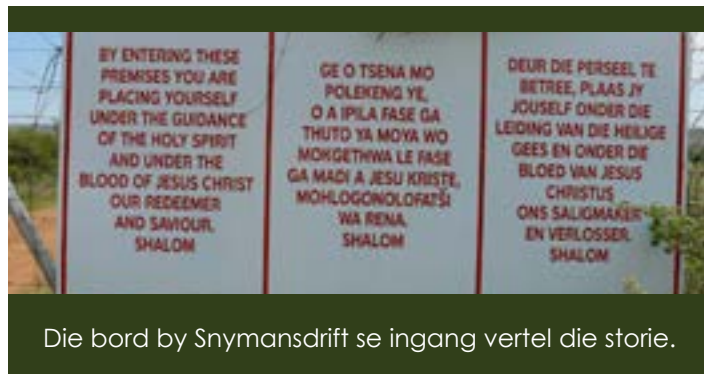 BY ENTERING THESE
PREMISES YOU ARE
PLACING YOURSELF
UNDER THE GUIDANCE
OF THE HOLY SPIRIT
AND UNDER THE
BLOOD OF JESUS CHRIST
OUR REDEEMER
AND SAVIOUR.
SHALOM
GE O TSENA MO
POLEKENG YE,
O A IPILA FASE GA
THUTO YA MOYA WO
MOKGETHWA LE FASE
GA MADI A JESU KRISTE,
MOHLOGONOLOFATŠI
WA RENA.
SHALOM
DEUR DIE PERSEEL TE
BETREE, PLAAS JY
JOUSELF ONDER DIE
LEIDING VAN DIE HEILIGE
GEES EN ONDER DIE
BLOED VAN JESUS
CHRISTUS
ONS SALIGMAKER
EN VERLOSSER.
SHALOM
Die bord by Snymansdrift se ingang vertel die storie.